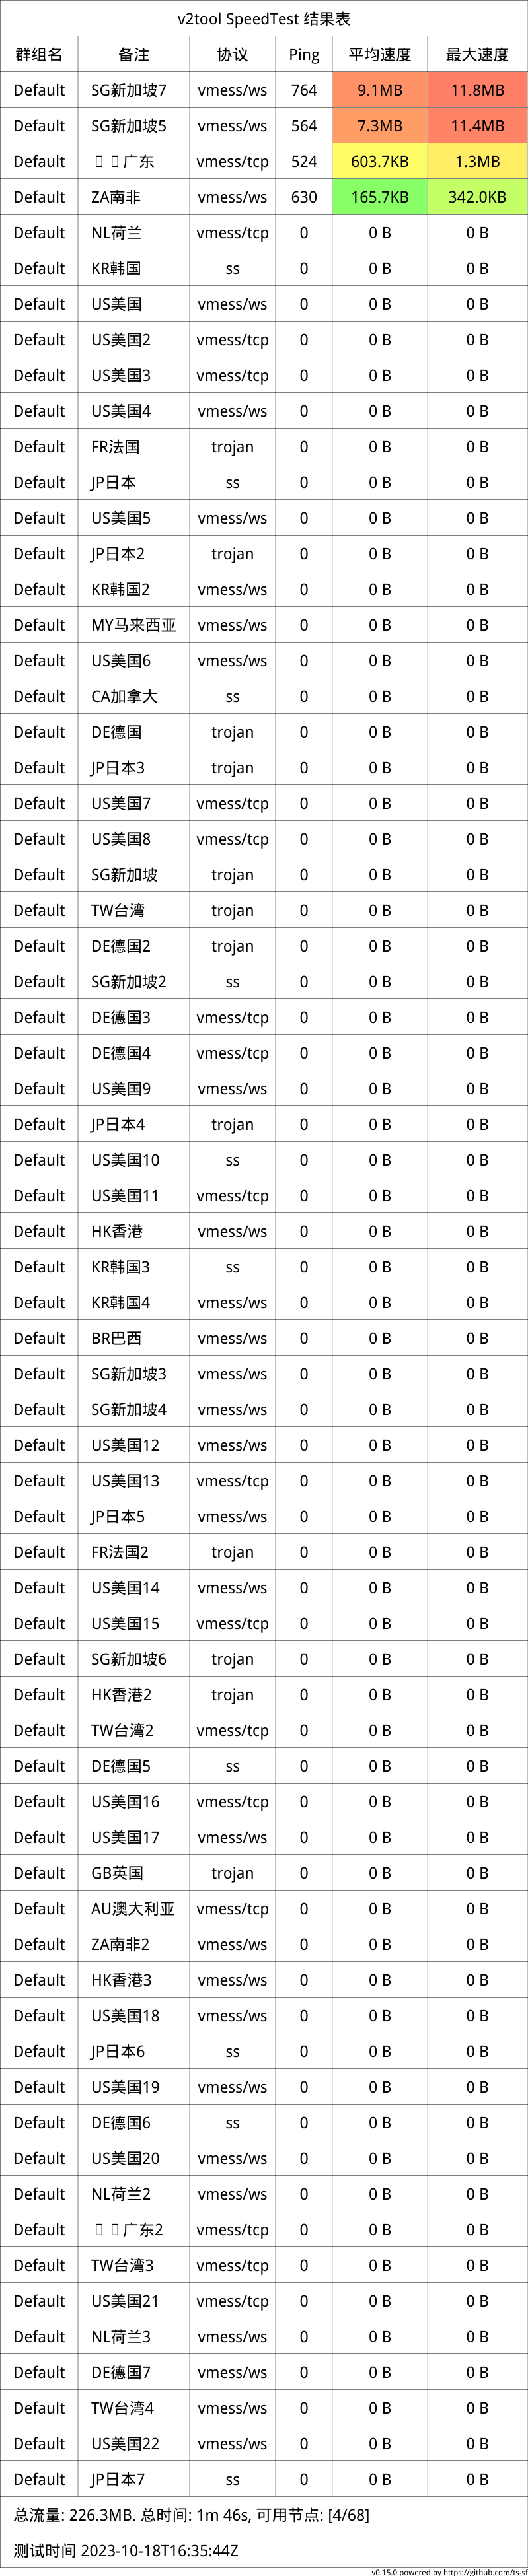 v2tool SpeedTest 结果表
群组名 备注 协议 Ping 平均速度 最大速度
Default SG新加坡7 vmess/ws 764 9.1MB 11.8MB
Default SG新加坡5 vmess/ws 564 7.3MB 11.4MB
Default 广东 vmess/tcp 524 603.7KB 1.3MB
Default ZA南非 vmess/ws 630 165.7KB 342.0KB
Default NL荷兰 vmess/tcp 0 0 B 0 B
Default KR韩国 ss 0 0 B 0 B
Default US美国 vmess/ws 0 0 B 0 B
Default US美国2 vmess/tcp 0 0 B 0 B
Default US美国3 vmess/tcp 0 0 B 0 B
Default US美国4 vmess/ws 0 0 B 0 B
Default FR法国 trojan 0 0 B 0 B
Default JP日本 ss 0 0 B 0 B
Default US美国5 vmess/ws 0 0 B 0 B
Default JP日本2 trojan 0 0 B 0 B
Default KR韩国2 vmess/ws 0 0 B 0 B
Default MY马来西亚 vmess/ws 0 0 B 0 B
Default US美国6 vmess/ws 0 0 B 0 B
Default CA加拿大 ss 0 0 B 0 B
Default DE德国 trojan 0 0 B 0 B
Default JP日本3 trojan 0 0 B 0 B
Default US美国7 vmess/tcp 0 0 B 0 B
Default US美国8 vmess/tcp 0 0 B 0 B
Default SG新加坡 trojan 0 0 B 0 B
Default TW台湾 trojan 0 0 B 0 B
Default DE德国2 trojan 0 0 B 0 B
Default SG新加坡2 ss 0 0 B 0 B
Default DE德国3 vmess/tcp 0 0 B 0 B
Default DE德国4 vmess/tcp 0 0 B 0 B
Default US美国9 vmess/ws 0 0 B 0 B
Default JP日本4 trojan 0 0 B 0 B
Default US美国10 ss 0 0 B 0 B
Default US美国11 vmess/tcp 0 0 B 0 B
Default HK香港 vmess/ws 0 0 B 0 B
Default KR韩国3 ss 0 0 B 0 B
Default KR韩国4 vmess/ws 0 0 B 0 B
Default BR巴西 vmess/ws 0 0 B 0 B
Default SG新加坡3 vmess/ws 0 0 B 0 B
Default SG新加坡4 vmess/ws 0 0 B 0 B
Default US美国12 vmess/ws 0 0 B 0 B
Default US美国13 vmess/tcp 0 0 B 0 B
Default JP日本5 vmess/ws 0 0 B 0 B
Default FR法国2 trojan 0 0 B 0 B
Default US美国14 vmess/ws 0 0 B 0 B
Default US美国15 vmess/tcp 0 0 B 0 B
Default SG新加坡6 trojan 0 0 B 0 B
Default HK香港2 trojan 0 0 B 0 B
Default TW台湾2 vmess/tcp 0 0 B 0 B
Default DE德国5 ss 0 0 B 0 B
Default US美国16 vmess/tcp 0 0 B 0 B
Default US美国17 vmess/ws 0 0 B 0 B
Default GB英国 trojan 0 0 B 0 B
Default AU澳大利亚 vmess/tcp 0 0 B 0 B
Default ZA南非2 vmess/ws 0 0 B 0 B
Default HK香港3 vmess/ws 0 0 B 0 B
Default US美国18 vmess/ws 0 0 B 0 B
Default JP日本6 ss 0 0 B 0 B
Default US美国19 vmess/ws 0 0 B 0 B
Default DE德国6 ss 0 0 B 0 B
Default US美国20 vmess/ws 0 0 B 0 B
Default NL荷兰2 vmess/ws 0 0 B 0 B
Default 广东2 vmess/tcp 0 0 B 0 B
Default TW台湾3 vmess/tcp 0 0 B 0 B
Default US美国21 vmess/tcp 0 0 B 0 B
Default NL荷兰3 vmess/ws 0 0 B 0 B
Default DE德国7 vmess/ws 0 0 B 0 B
Default TW台湾4 vmess/ws 0 0 B 0 B
Default US美国22 vmess/ws 0 0 B 0 B
Default JP日本7 ss 0 0 B 0 B
总流量: 226.3MB. 总时间: 1m 46s, 可用节点: [4/68]
测试时间 2023-10-18T16:35:44Z
v0.15.0 powered by https://github.com/ts-sf